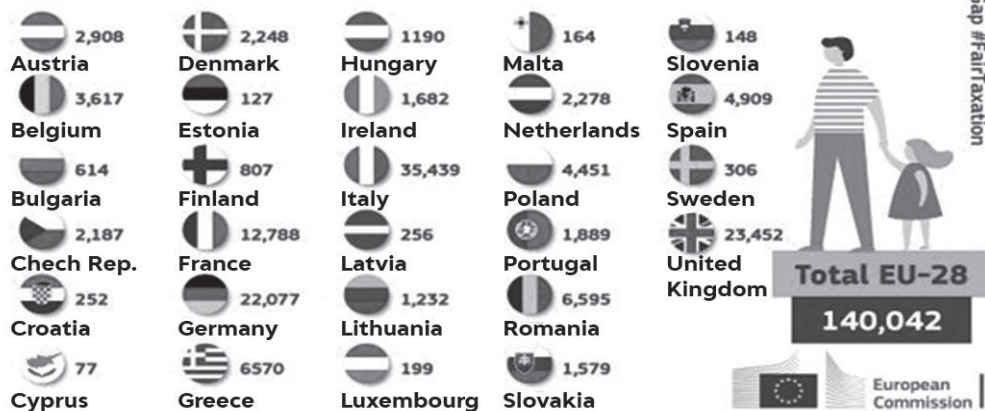 2,908 2,248 1190 164 148
Austria Denmark Hungary Malta Slovenia
3,617 127 1,682 2,278 4,909
Belgium Estonia Ireland Netherlands Spain
614 807 35,439 4,451 306
Bulgaria Finland Italy Poland Sweden
2,187 12,788 256 1,889 23,452
Chech Rep. France Latvia Portugal United
Kingdom
252 22,077 1,232 6,595
Croatia Germany Lithuania Romania
77 6570 199 1,579
Cyprus Greece Luxembourg Slovakia
#FairTaxation
Total EU-28
140,042
European
Commission